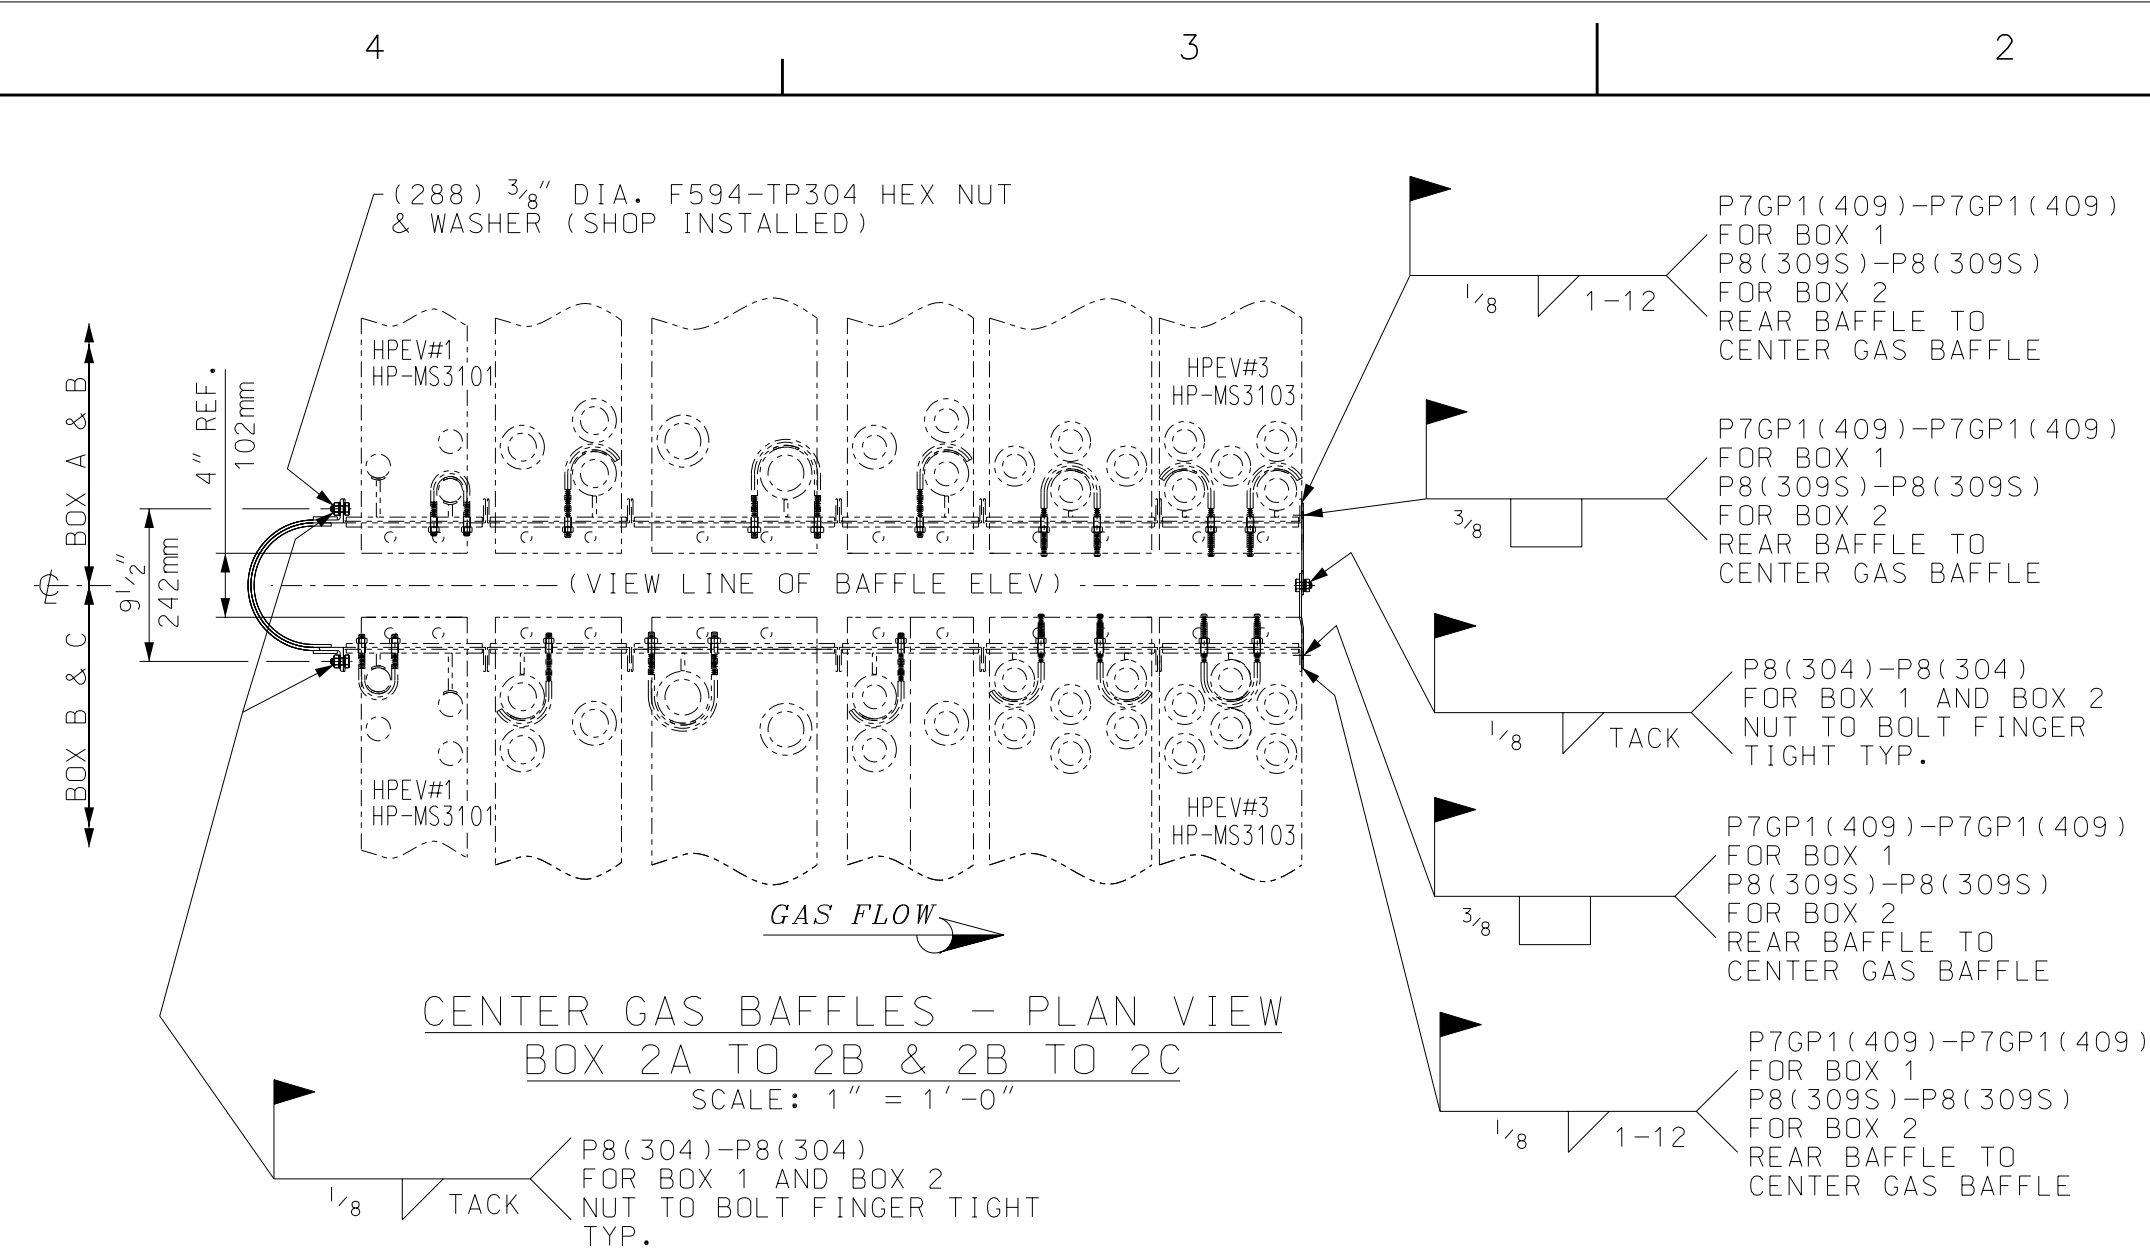 4
3
2
(288) 3/8" DIA. F594-TP304 HEX NUT
& WASHER (SHOP INSTALLED)
P7GP1(409)-P7GP1(409)
FOR BOX 1
P8(309S)-P8(309S)
FOR BOX 2
REAR BAFFLE TO
CENTER GAS BAFFLE
1/8
1-12
HPEV#1
HP-MS3101
HPEV#3
HP-MS3103
BOX A & B
4" REF.
102mm
P7GP1(409)-P7GP1(409)
FOR BOX 1
P8(309S)-P8(309S)
FOR BOX 2
REAR BAFFLE TO
CENTER GAS BAFFLE
3/8
9 1/2"
242mm
(VIEW LINE OF BAFFLE ELEV)
BOX B & C
P8(304)-P8(304)
FOR BOX 1 AND BOX 2
NUT TO BOLT FINGER
TIGHT TYP.
1/8
TACK
HPEV#1
HP-MS3101
HPEV#3
HP-MS3103
P7GP1(409)-P7GP1(409)
FOR BOX 1
P8(309S)-P8(309S)
FOR BOX 2
REAR BAFFLE TO
CENTER GAS BAFFLE
3/8
GAS FLOW
CENTER GAS BAFFLES - PLAN VIEW
BOX 2A TO 2B & 2B TO 2C
SCALE: 1" = 1'-0"
P7GP1(409)-P7GP1(409)
FOR BOX 1
P8(309S)-P8(309S)
FOR BOX 2
REAR BAFFLE TO
CENTER GAS BAFFLE
1/8
1-12
P8(304)-P8(304)
FOR BOX 1 AND BOX 2
NUT TO BOLT FINGER TIGHT
TYP.
1/8
TACK